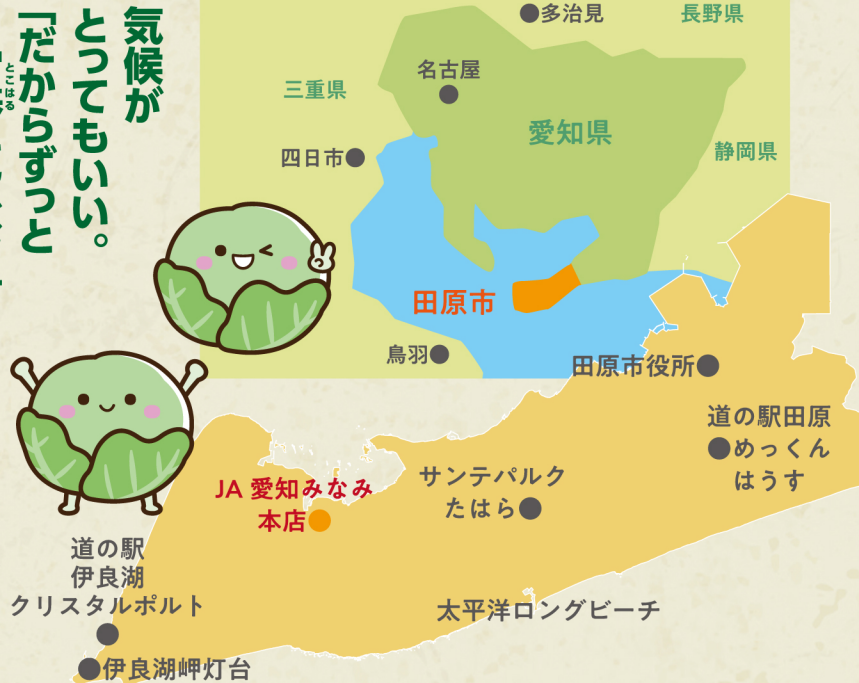 気候が
とってもいい。
「だからずっと
とこはる
多治見
長野県
名古屋
三重県
愛知県
四日市
静岡県
田原市
鳥羽
田原市役所
道の駅田原
めっくん
はうす
サンテパルク
たはら
JA 愛知みなみ
本店
道の駅
伊良湖
クリスタルポルト
太平洋ロングビーチ
伊良湖岬灯台